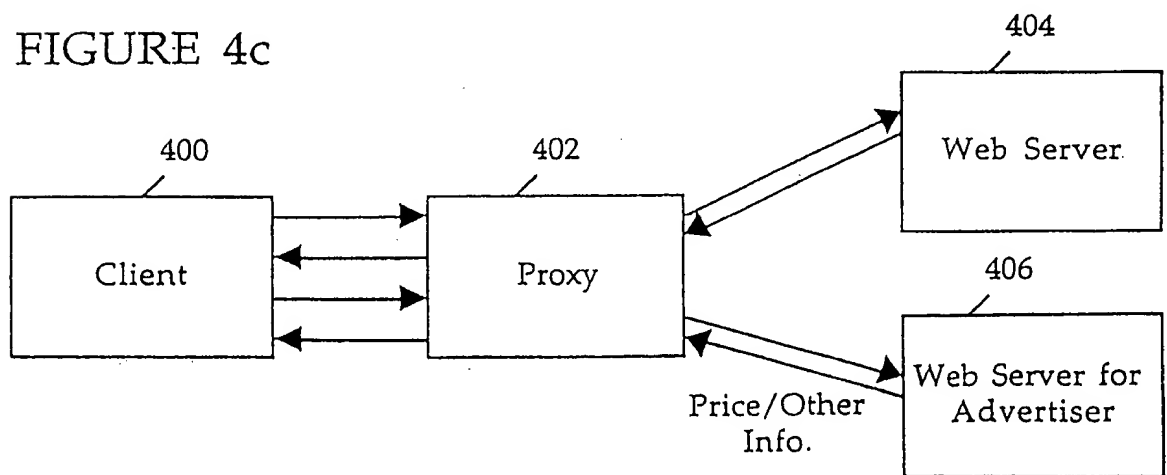 FIGURE 4c
404
400
402
Web Server
Client
Proxy
406
Web Server for
Advertiser
Price/Other
Info.